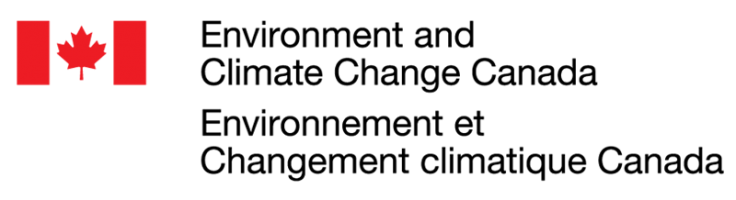 Environment and
Climate Change Canada
Environnement et
Changement climatique Canada